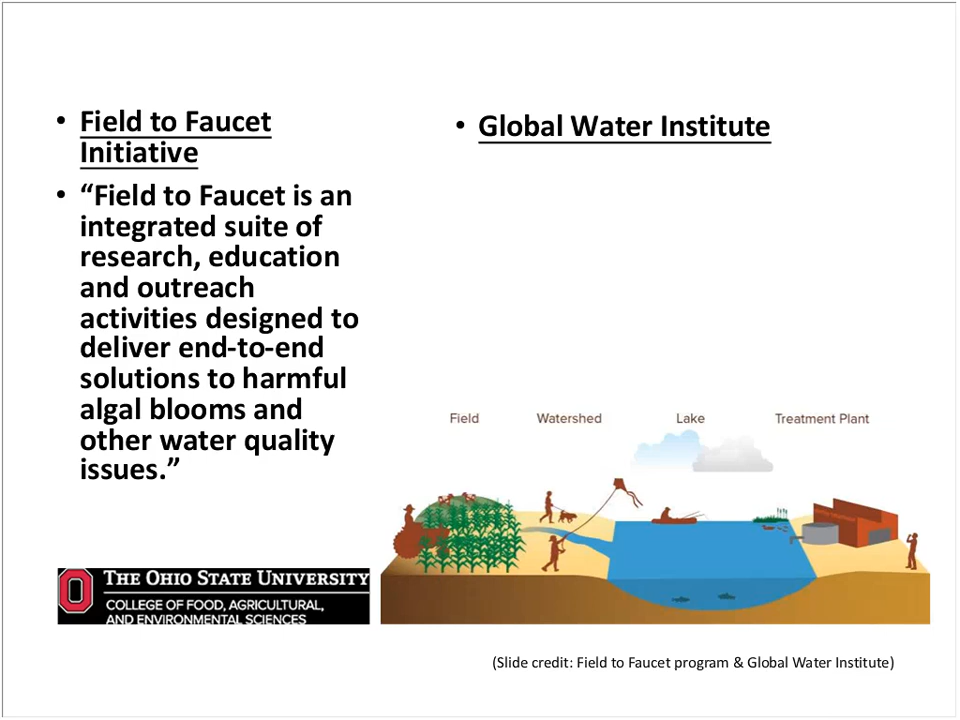 • Field to Faucet
Initiative
• “Field to Faucet is an
integrated suite of
research, education
and outreach
activities designed to
deliver end-to-end
solutions to harmful
algal blooms and
other water quality
issues.”
• Global Water Institute
Field Watershed Lake Treatment Plant
THE OHIO STATE UNIVERSITY
COLLEGE OF FOOD, AGRICULTURAL,
AND ENVIRONMENTAL SCIENCES
(Slide credit: Field to Faucet program & Global Water Institute)